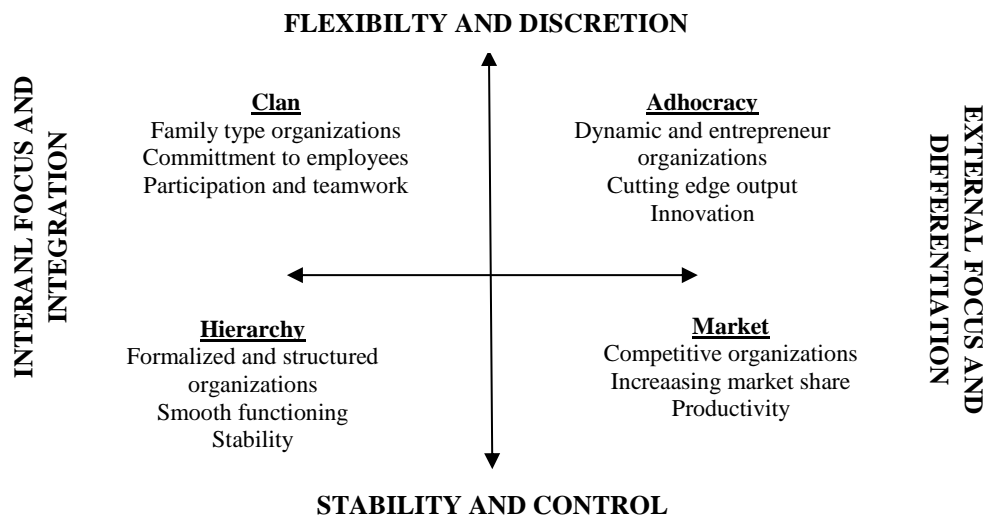 FLEXIBILTY AND DISCRETION
INTERANL FOCUS AND
INTEGRATION
Clan
Family type organizations
Committment to employees
Participation and teamwork
Adhocracy
Dynamic and entrepreneur
organizations
Cutting edge output
Innovation
EXTERNAL FOCUS AND
DIFFERENTIATION
Hierarchy
Formalized and structured
organizations
Smooth functioning
Stability
Market
Competitive organizations
Increaasing market share
Productivity
STABILITY AND CONTROL